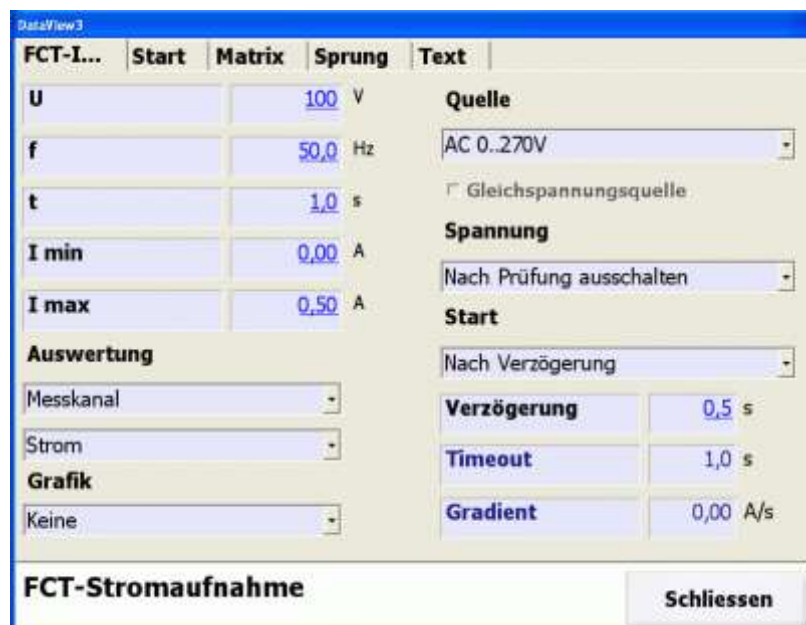 DataView3
FCT-I... Start Matrix Sprung Text
U 100 V
f 50,0 Hz
t 1,0 s
I min 0,00 A
I max 0,50 A
Auswertung
Messkanal
Strom
Grafik
Keine
Quelle
AC 0..270V
Gleichspannungsquelle
Spannung
Nach Prüfung ausschalten
Start
Nach Verzögerung
Verzögerung 0,5 s
Timeout 1,0 s
Gradient 0,00 A/s
FCT-Stromaufnahme
Schliessen